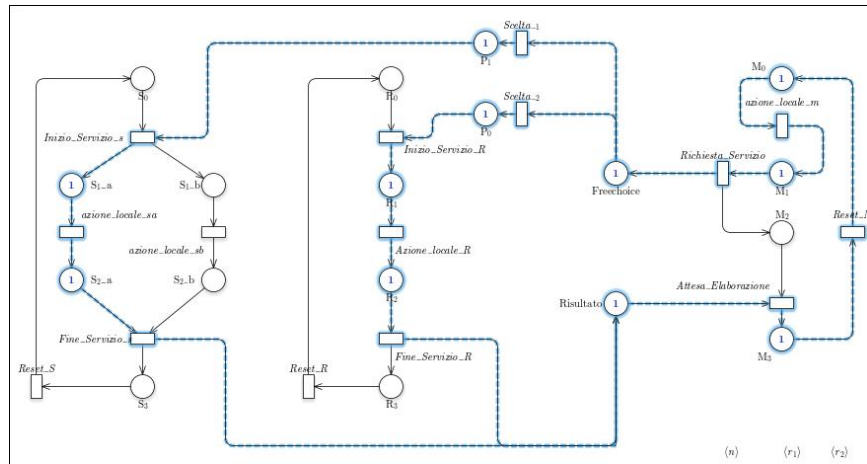 Scelta_1
1
P₁
Scelta_2
1
P₀
S₀
R₀
M₀
1
azione_locale_m
Inizio_Servizio_s
Inizio_Servizio_R
Richiesta_Servizio
1
S₁_a
S₁_b
1
R₁
1
Freechoice
1
M₁
M₂
azione_locale_sa
azione_locale_sb
Azione_locale_R
1
S₂_a
S₂_b
1
R₂
Attesa_Elaborazione
Risultato
1
Fine_Servizio_R
1
M₃
Reset_S
S₃
Reset_R
R₃
⟨n⟩ ⟨r₁⟩ ⟨r₂⟩